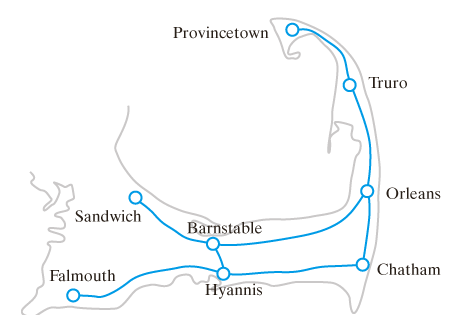 Provincetown
Truro
Orleans
Sandwich
Barnstable
Chatham
Falmouth
Hyannis